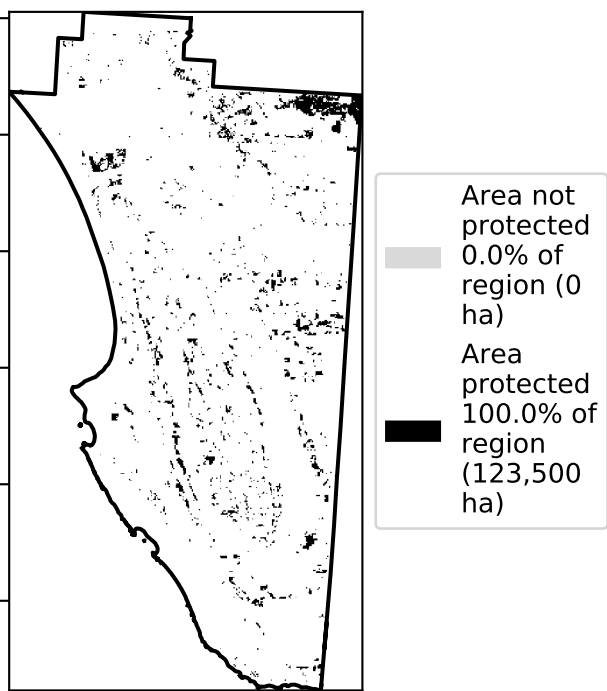 Area not
protected
0.0% of
region (0
ha)
Area
protected
100.0% of
region
(123,500
ha)